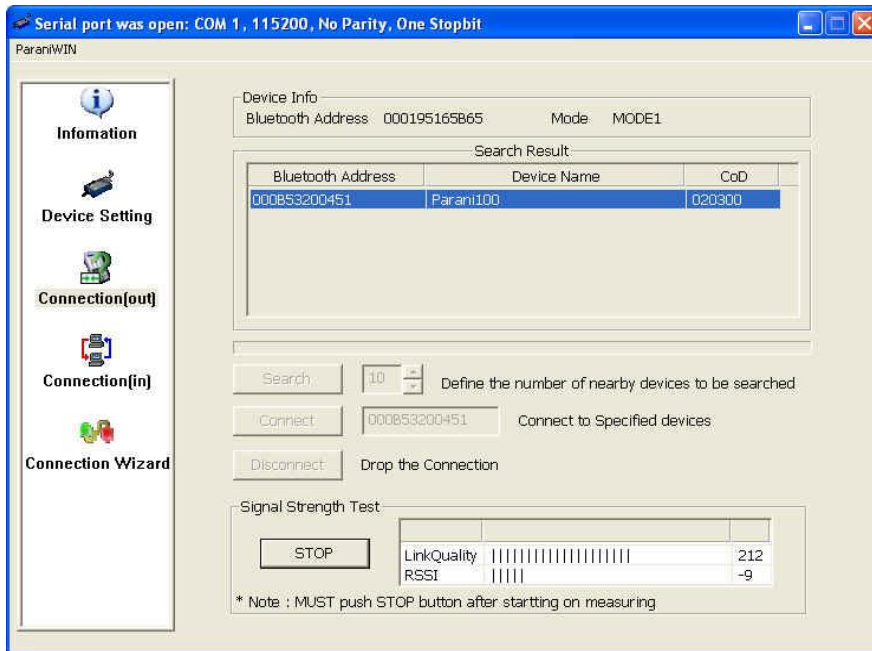 Serial port was open: COM 1, 115200, No Parity, One Stopbit
ParaniWIN
Infomation
Device Setting
Connection(out)
Connection(in)
Connection Wizard
Device Info
Bluetooth Address 000195165B65 Mode MODE1
Search Result
Bluetooth Address Device Name CoD
000B53200451 Parani100 020300
Search 10 Define the number of nearby devices to be searched
Connect 000B53200451 Connect to Specified devices
Disconnect Drop the Connection
Signal Strength Test
STOP
LinkQuality |||||||||||||||||||| 212
RSSI ||||| -9
* Note : MUST push STOP button after startting on measuring